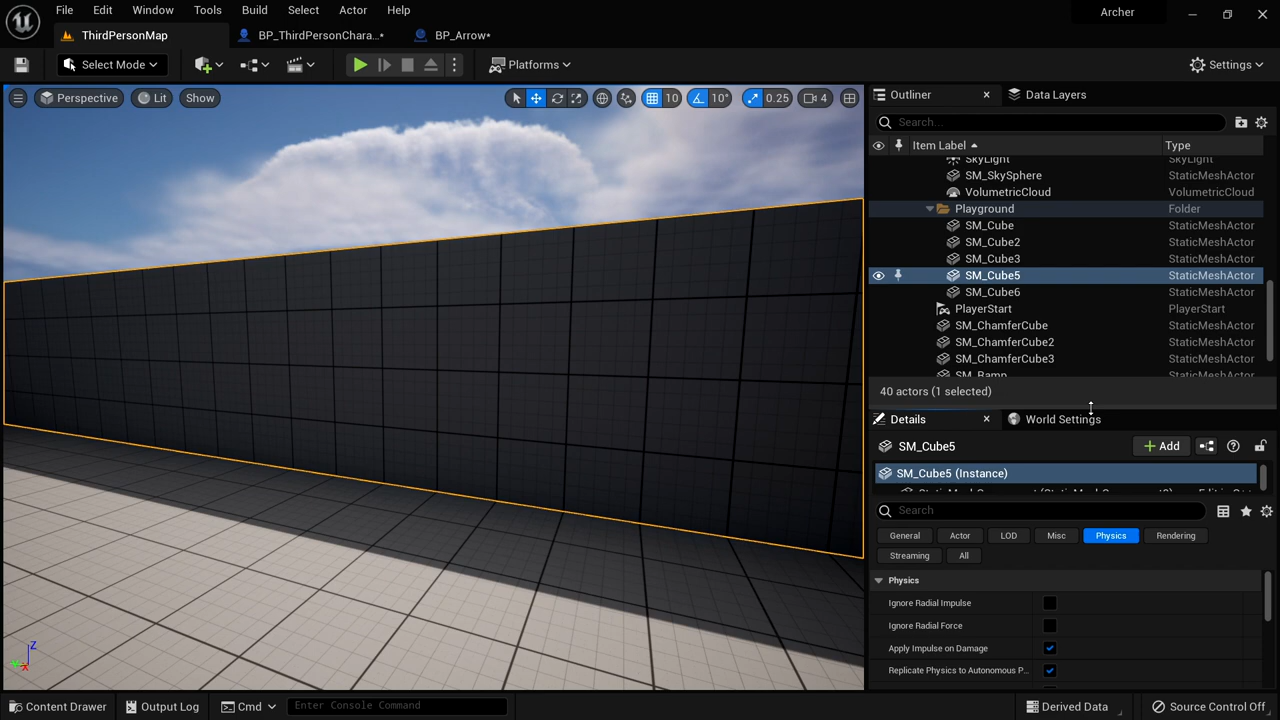 File Edit Window Tools Build Select Actor Help
Archer
ThirdPersonMap
BP_ThirdPersonChara...*
BP_Arrow*
Select Mode
Platforms
Settings
Perspective
Lit
Show
10
10°
0.25
4
Outliner
Data Layers
Search...
Item Label
Type
SkyLight SkyLight
SM_SkySphere StaticMeshActor
VolumetricCloud VolumetricCloud
Playground Folder
SM_Cube StaticMeshActor
SM_Cube2 StaticMeshActor
SM_Cube3 StaticMeshActor
SM_Cube5 StaticMeshActor
SM_Cube6 StaticMeshActor
PlayerStart PlayerStart
SM_ChamferCube StaticMeshActor
SM_ChamferCube2 StaticMeshActor
SM_ChamferCube3 StaticMeshActor
SM_Ramp StaticMeshActor
40 actors (1 selected)
Details
World Settings
SM_Cube5
Add
SM_Cube5 (Instance)
Search
General Actor LOD Misc Physics Rendering
Streaming All
Physics
Ignore Radial Impulse
Ignore Radial Force
Apply Impulse on Damage
Replicate Physics to Autonomous P...
Z
Content Drawer
Output Log
Cmd
Enter Console Command
Derived Data
Source Control Off